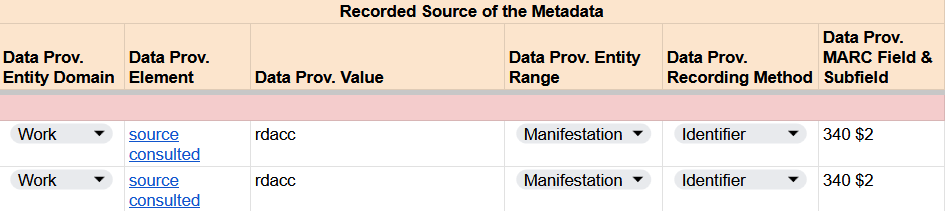 Recorded Source of the Metadata
Data Prov. Entity Domain Data Prov. Element Data Prov. Value Data Prov. Entity Range Data Prov. Recording Method Data Prov. MARC Field & Subfield
Work source consulted rdacc Manifestation Identifier 340 $2
Work source consulted rdacc Manifestation Identifier 340 $2